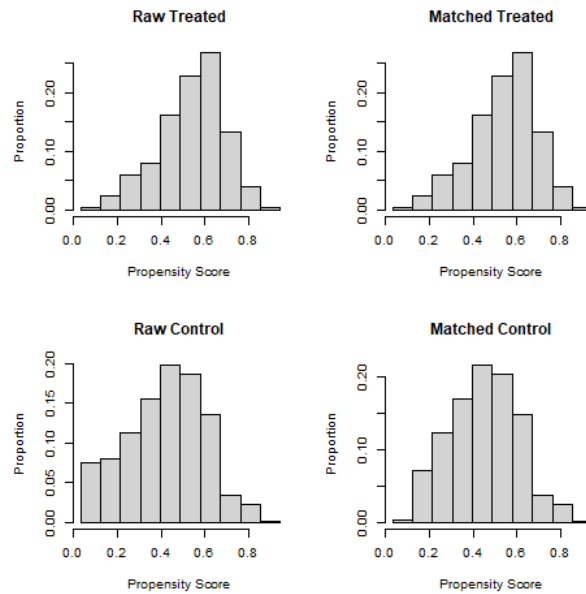 Raw Treated
Proportion
0.00 0.10 0.20
0.0 0.2 0.4 0.6 0.8
Propensity Score
Matched Treated
Proportion
0.00 0.10 0.20
0.0 0.2 0.4 0.6 0.8
Propensity Score
Raw Control
Proportion
0.00 0.05 0.10 0.15 0.20
0.0 0.2 0.4 0.6 0.8
Propensity Score
Matched Control
Proportion
0.00 0.10 0.20
0.0 0.2 0.4 0.6 0.8
Propensity Score